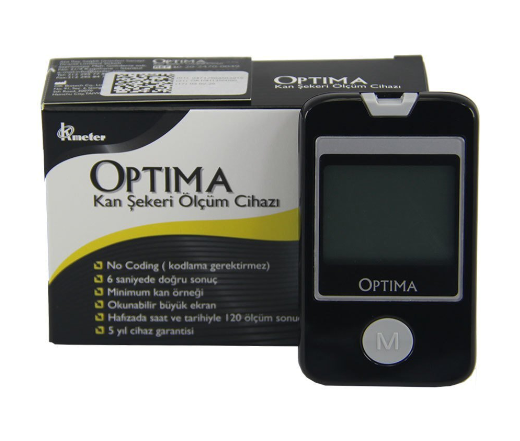 OPTIMA
OPTIMA
Kan Şekeri Ölçüm Cihazı
Kmeter
OPTIMA
Kan Şekeri Ölçüm Cihazı
No Coding ( kodlama gerektirmez)
6 saniyede doğru sonuç
Minimum kan örneği
Okunabilir büyük ekran
Hafızada saat ve tarihiyle 120 ölçüm
5 yıl cihaz garantisi
OPTIMA
M